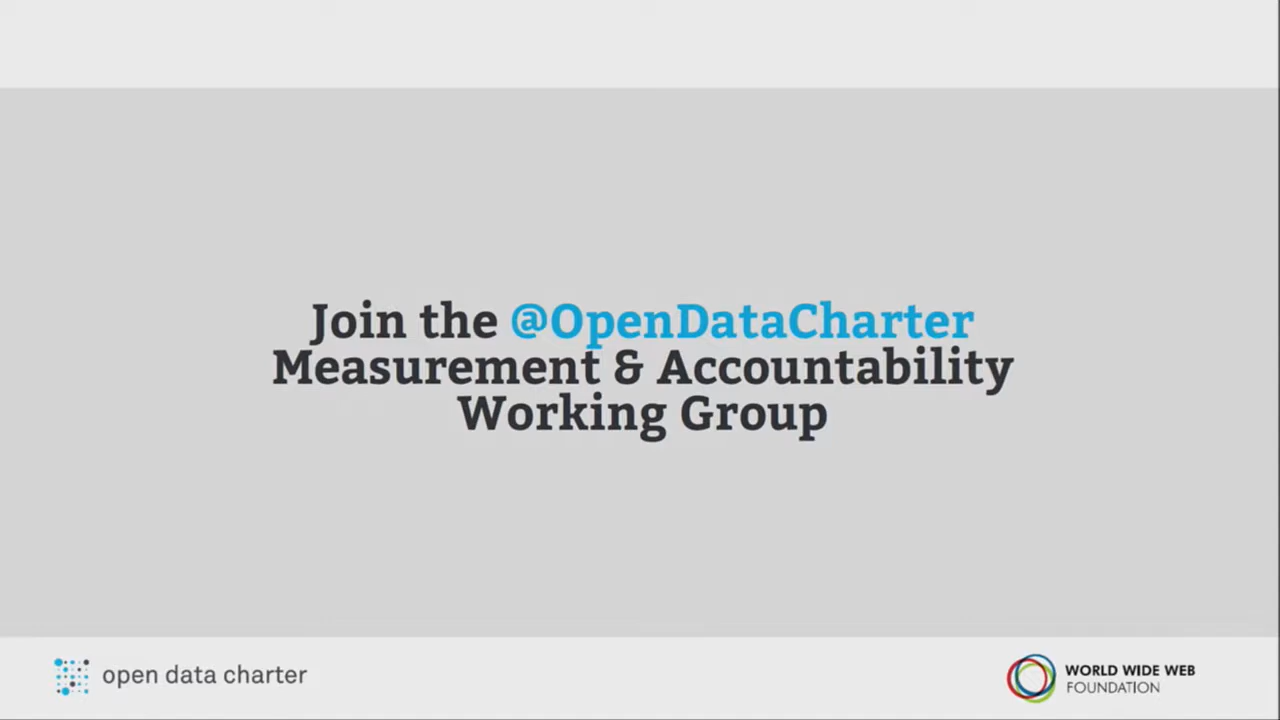 Join the @OpenDataCharter
Measurement & Accountability
Working Group
open data charter
WORLD WIDE WEB
FOUNDATION